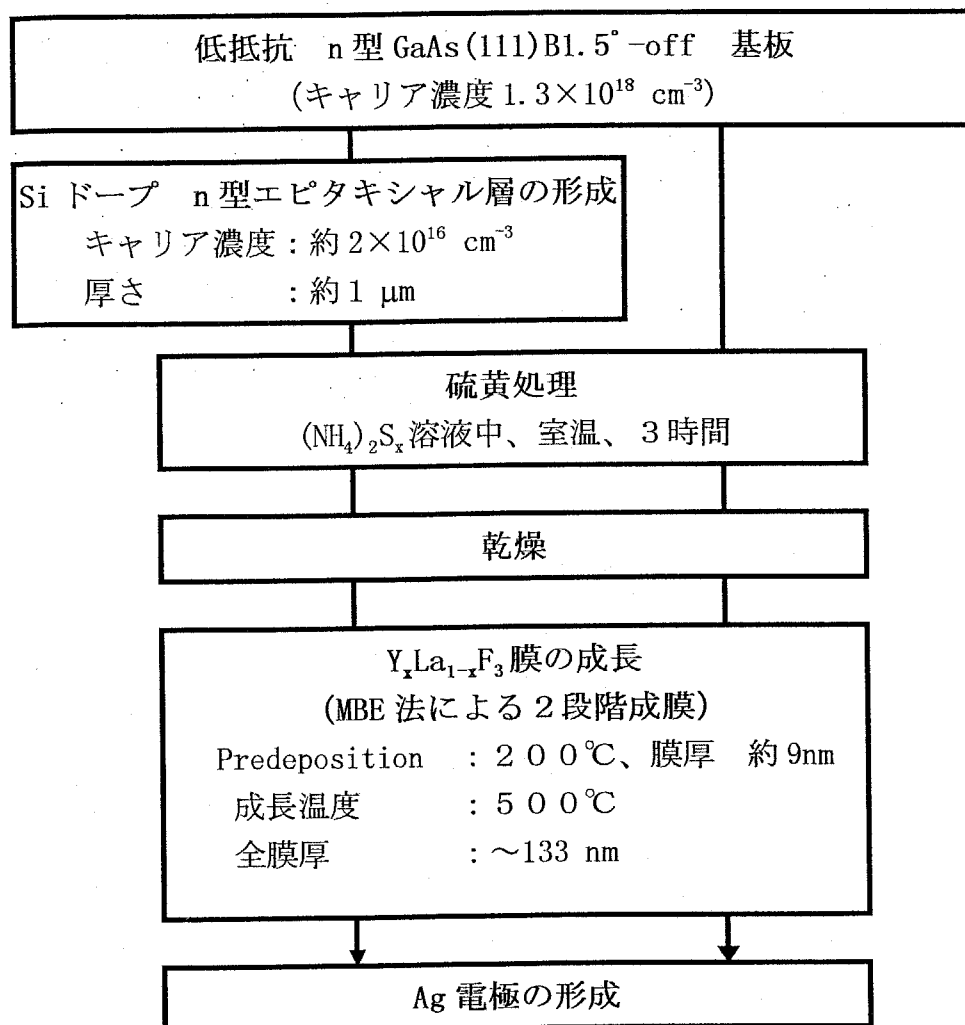 低抵抗 n型GaAs(111)B1.5°-off 基板
(キャリア濃度1.3×10¹⁸ cm⁻³)
Siドープ n型エピタキシャル層の形成
キャリア濃度:約2×10¹⁶ cm⁻³
厚さ :約1 μm
硫黄処理
(NH₄)₂Sₓ溶液中、室温、3時間
乾燥
YₓLa₁₋ₓF₃膜の成長
(MBE法による2段階成膜)
Predeposition :200℃、膜厚 約9nm
成長温度 :500℃
全膜厚 :~133 nm
Ag電極の形成